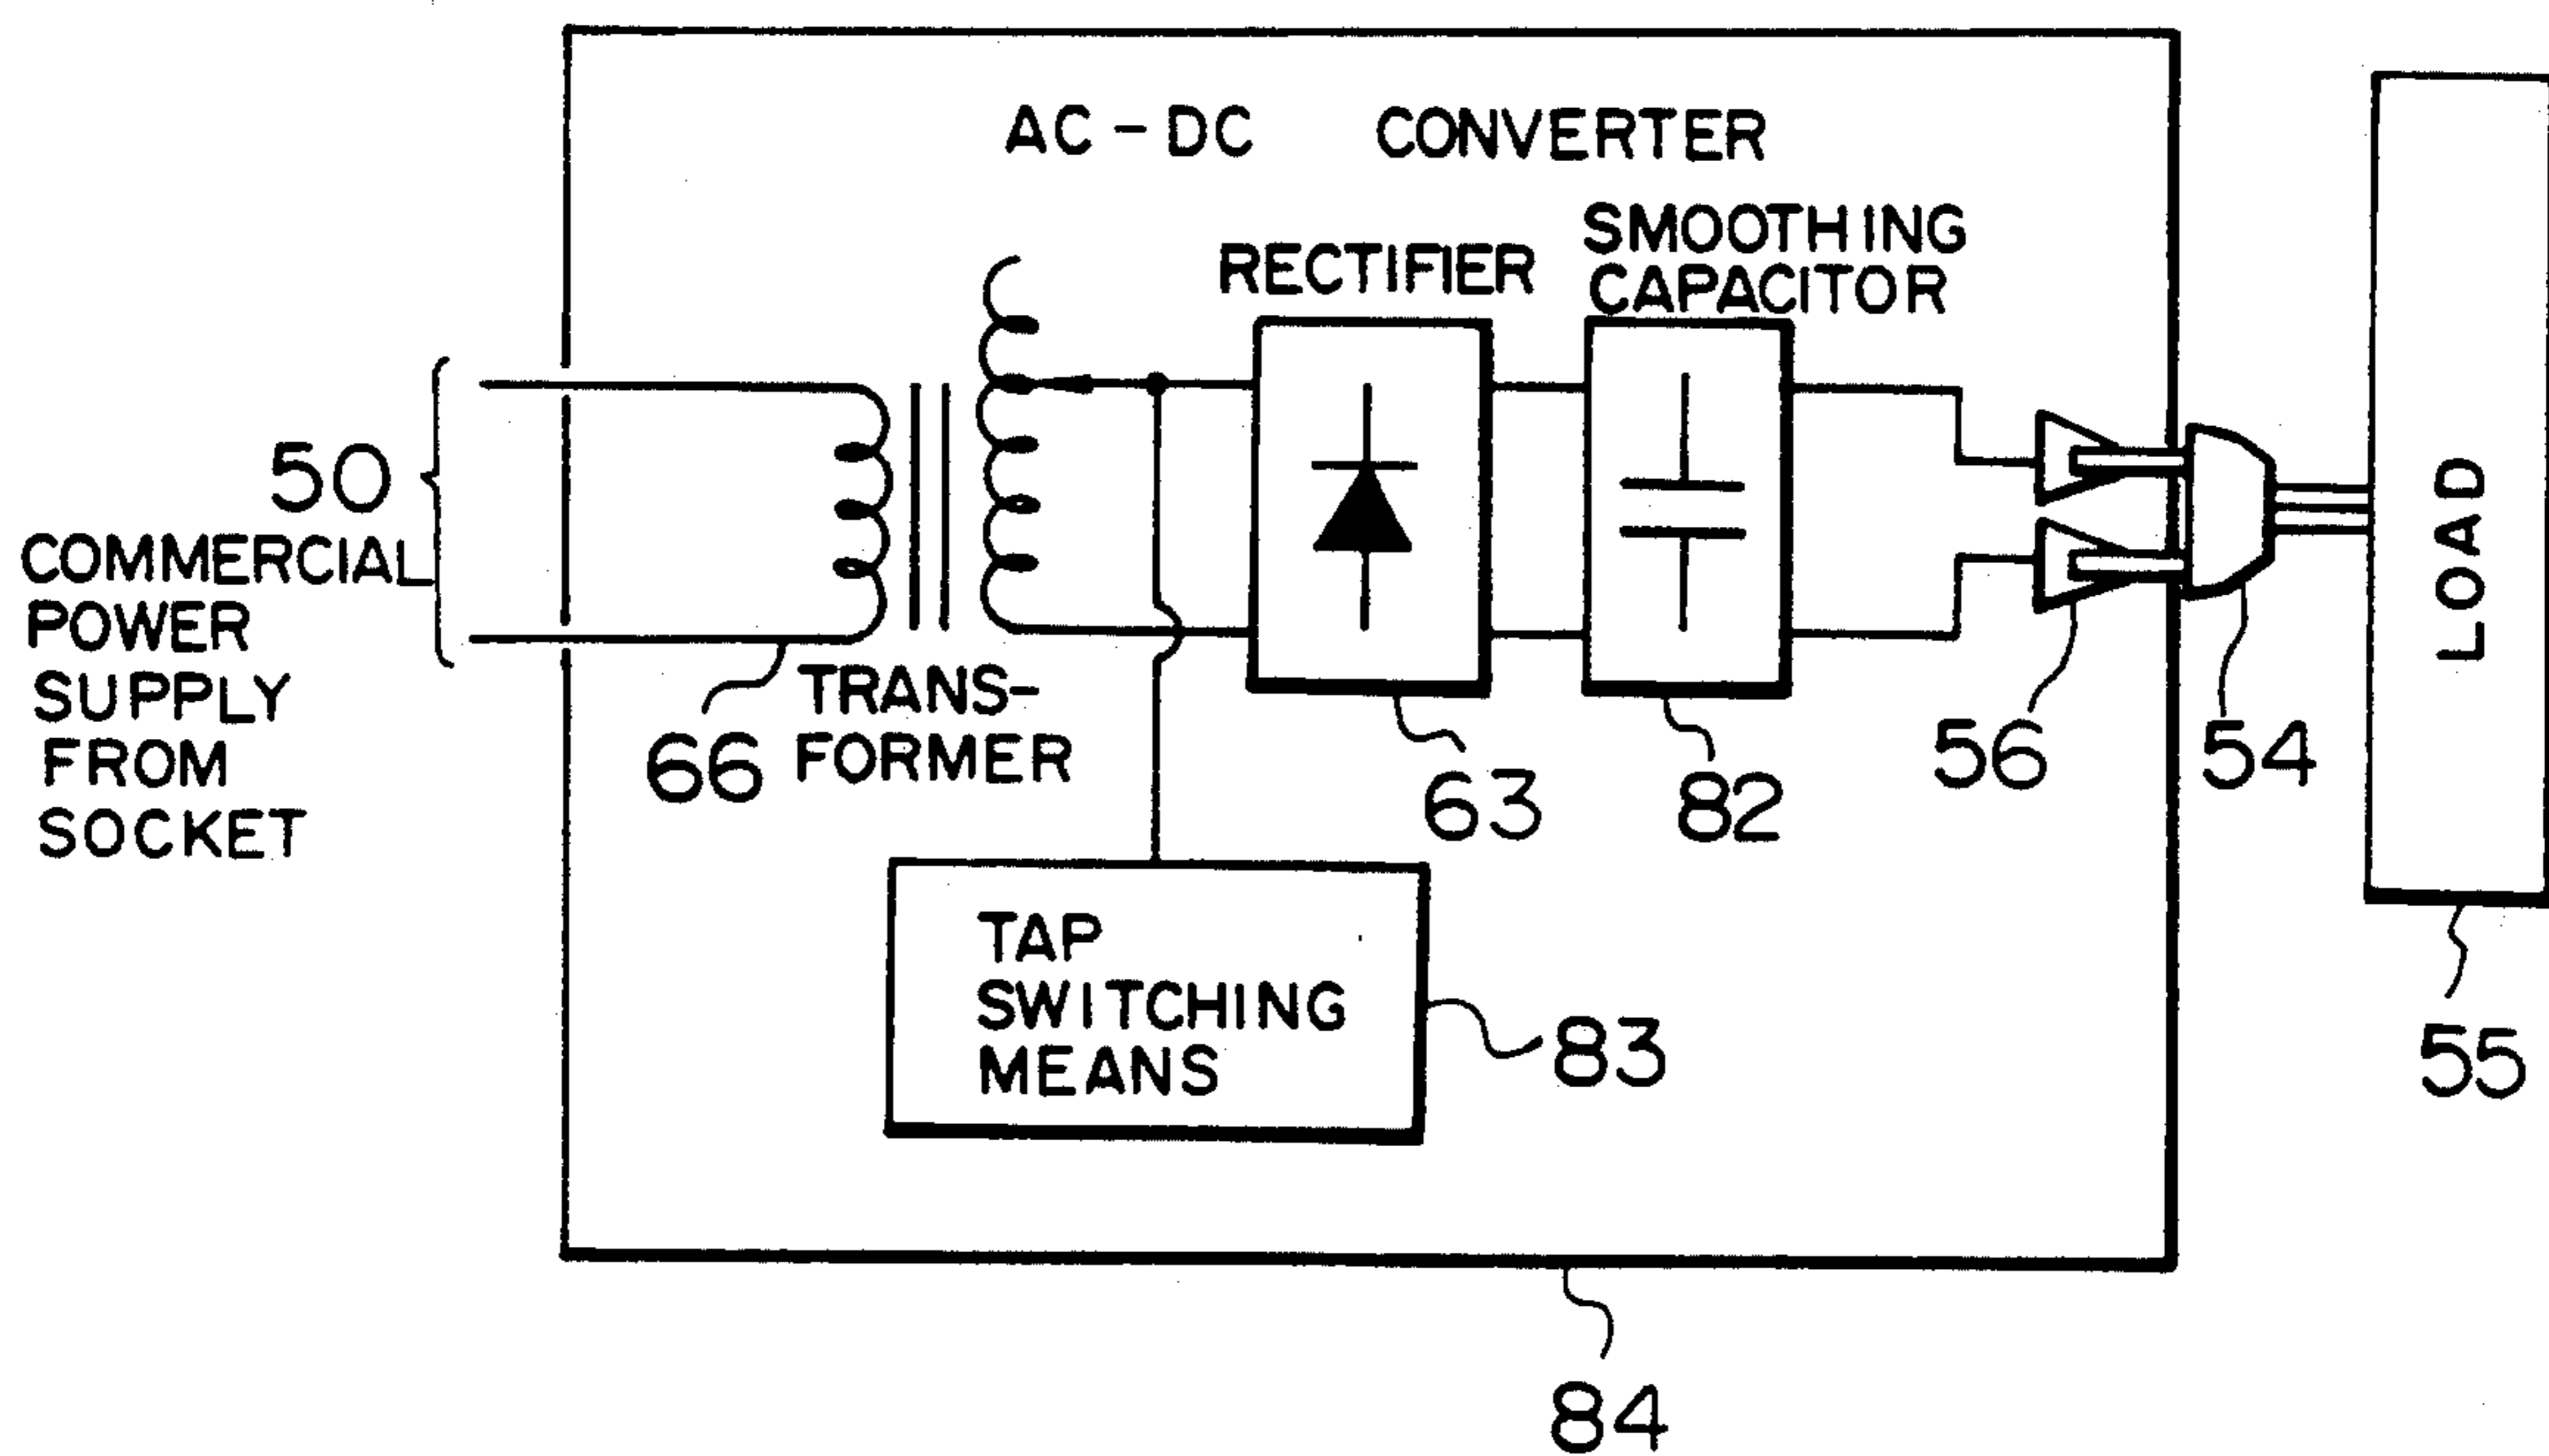 AC-DC CONVERTER
SMOOTHING
CAPACITOR
RECTIFIER
50
COMMERCIAL
POWER
SUPPLY
FROM
SOCKET
66
TRANS-
FORMER
63
82
56
54
LOAD
55
TAP
SWITCHING
MEANS
83
84